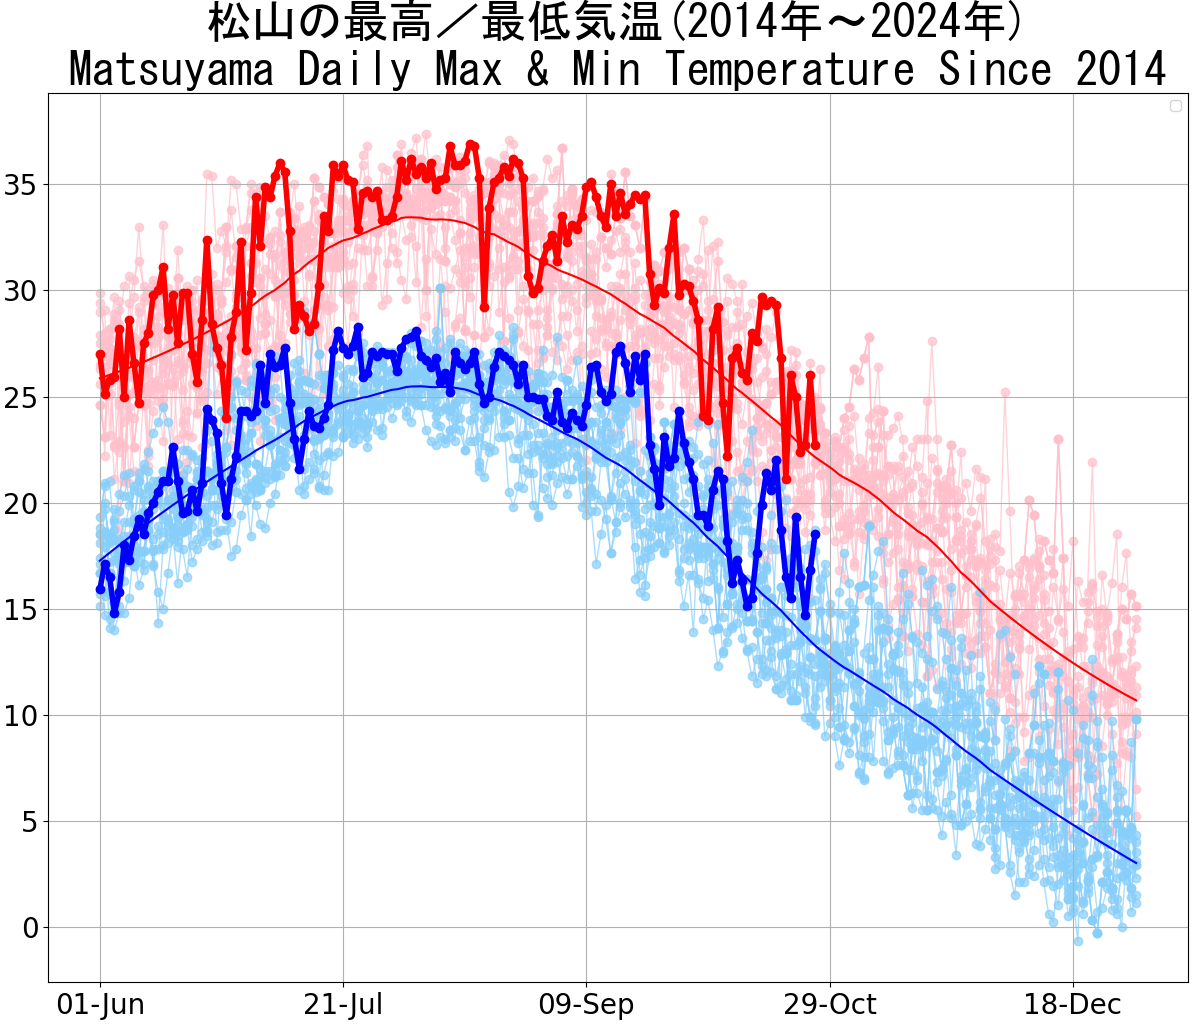 松山の最高／最低気温(2014年～2024年)
Matsuyama Daily Max & Min Temperature Since 2014
35
30
25
20
15
10
5
0
01-Jun 21-Jul 09-Sep 29-Oct 18-Dec